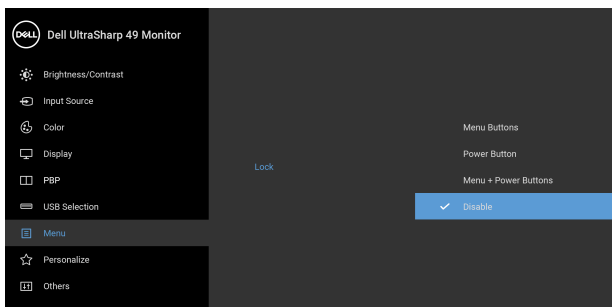 DELL
Dell UltraSharp 49 Monitor
Brightness/Contrast
Input Source
Color
Display
PBP
USB Selection
Menu
Personalize
Others
Lock
Menu Buttons
Power Button
Menu + Power Buttons
Disable